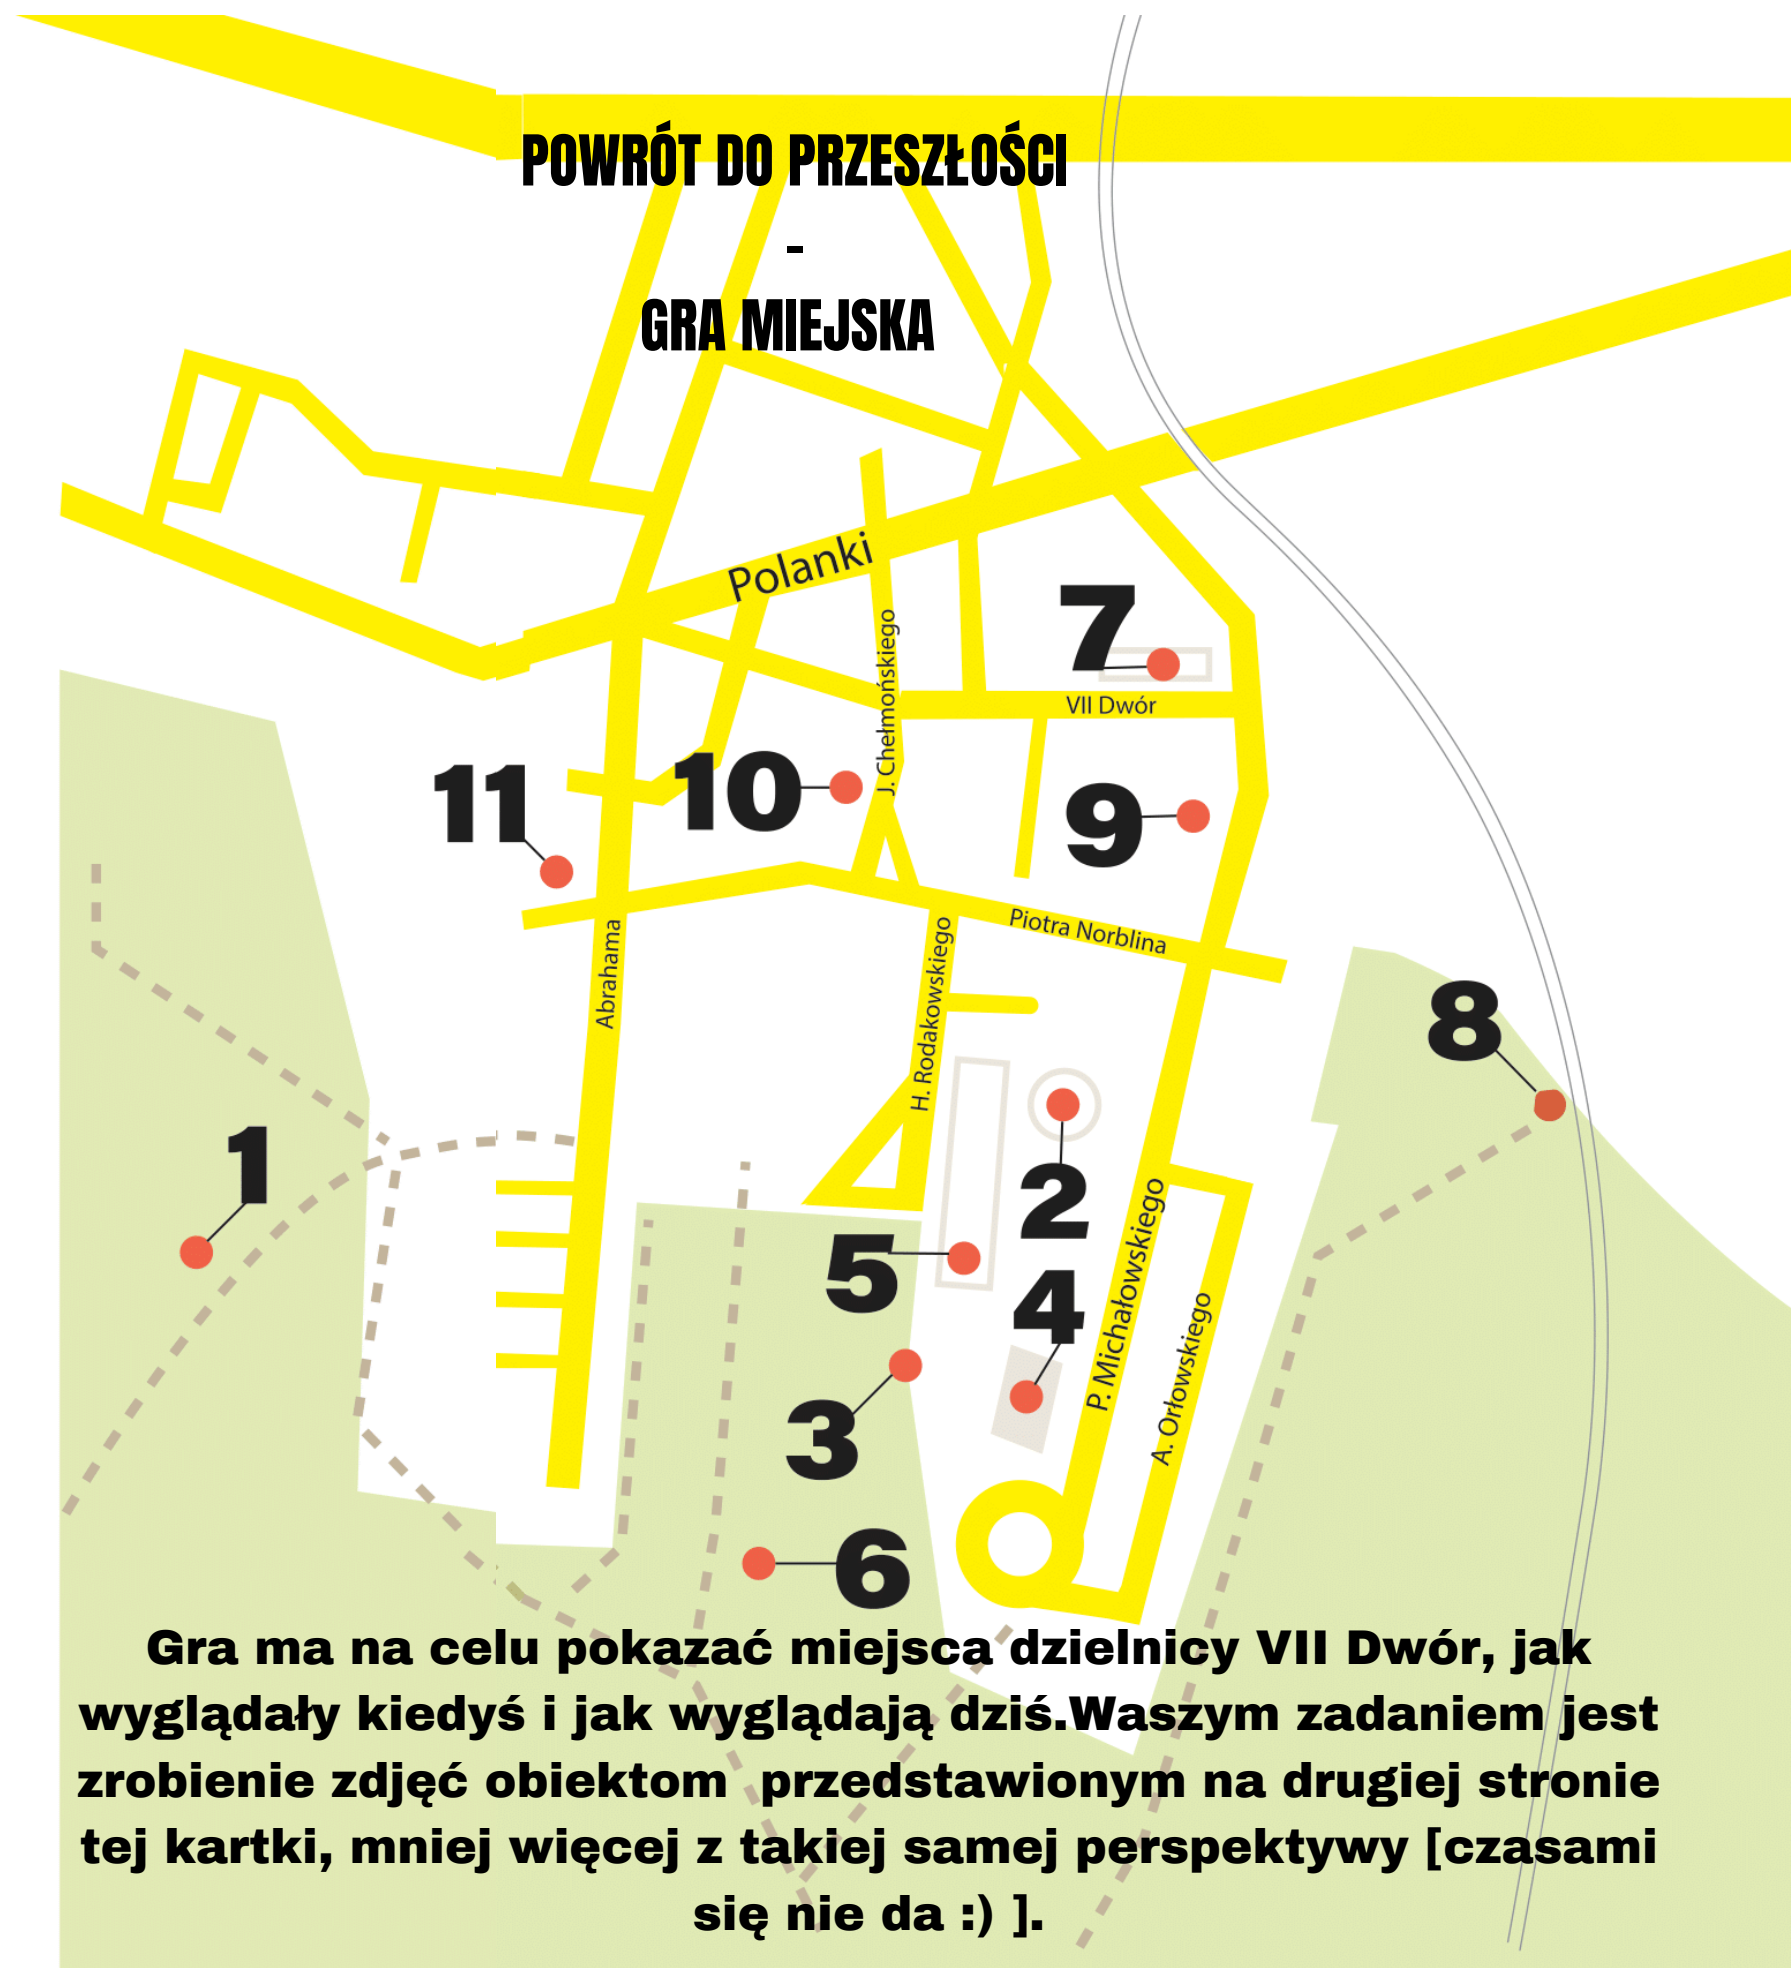 POWRÓT DO PRZESZŁOŚCI
-
GRA MIEJSKA
Polanki
J. Chełmońskiego
7
VII Dwór
11
10
9
Piotra Norblina
Abrahama
H. Rodakowskiego
8
1
2
5
4
P. Michałowskiego
A. Orłowskiego
3
6
Gra ma na celu pokazać miejsca dzielnicy VII Dwór, jak
wyglądały kiedyś i jak wyglądają dziś.Waszym zadaniem jest
zrobienie zdjęć obiektom  przedstawionym na drugiej stronie
tej kartki, mniej więcej z takiej samej perspektywy [czasami
się nie da :) ].